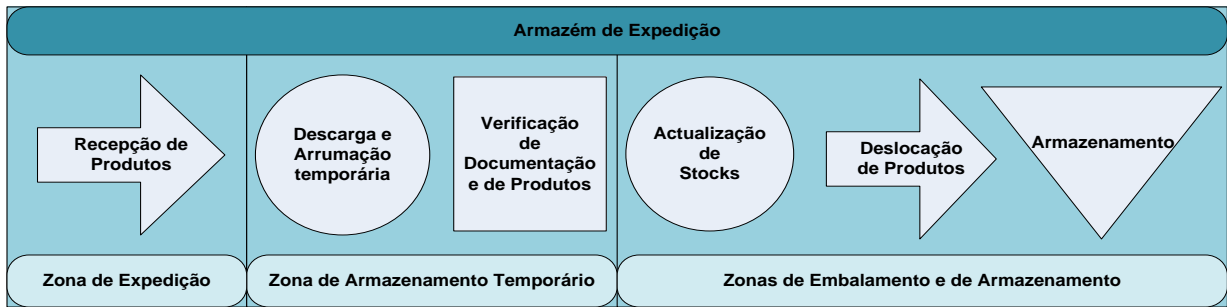 Armazém de Expedição
Recepção de
Produtos
Descarga e
Arrumação
temporária
Verificação
de
Documentação
e de Produtos
Actualização
de
Stocks
Deslocação
de Produtos
Armazenamento
Zona de Expedição
Zona de Armazenamento Temporário
Zonas de Embalamento e de Armazenamento